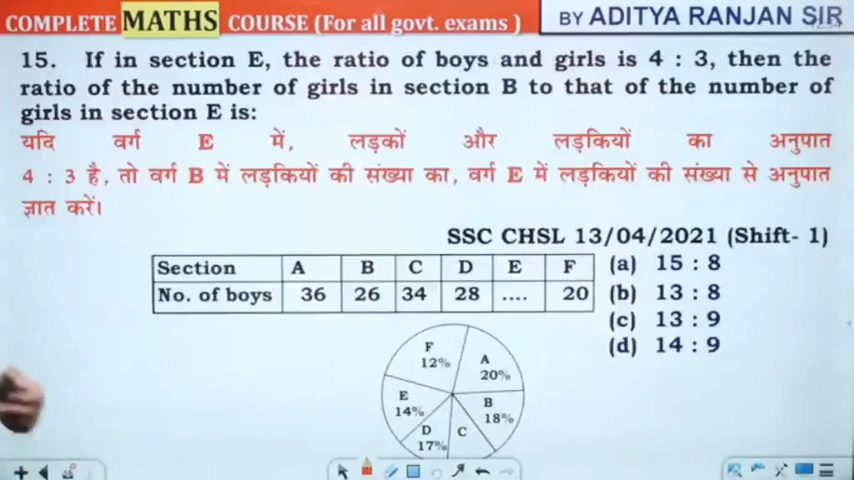 COMPLETE MATHS COURSE (For all govt. exams)
BY ADITYA RANJAN SIR
15. If in section E, the ratio of boys and girls is 4 : 3, then the
ratio of the number of girls in section B to that of the number of
girls in section E is:
यदि वर्ग E में, लड़कों और लड़कियों का अनुपात
4 : 3 है, तो वर्ग B में लड़कियों की संख्या का, वर्ग E में लड़कियों की संख्या से अनुपात
ज्ञात करें।
SSC CHSL 13/04/2021 (Shift- 1)
Section A B C D E F
No. of boys 36 26 34 28 .... 20
(a) 15 : 8
(b) 13 : 8
(c) 13 : 9
(d) 14 : 9
F
12%
A
20%
E
14%
B
18%
D
17%
C